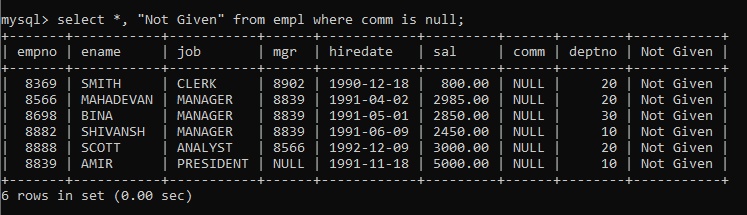 mysql> select *, "Not Given" from empl where comm is null;
+-------+-----------+-----------+------+------------+---------+------+--------+-----------+
| empno | ename     | job       | mgr  | hiredate   | sal     | comm | deptno | Not Given |
+-------+-----------+-----------+------+------------+---------+------+--------+-----------+
|  8369 | SMITH     | CLERK     | 8902 | 1990-12-18 |  800.00 | NULL |     20 | Not Given |
|  8566 | MAHADEVAN | MANAGER   | 8839 | 1991-04-02 | 2985.00 | NULL |     20 | Not Given |
|  8698 | BINA      | MANAGER   | 8839 | 1991-05-01 | 2850.00 | NULL |     30 | Not Given |
|  8882 | SHIVANSH  | MANAGER   | 8839 | 1991-06-09 | 2450.00 | NULL |     10 | Not Given |
|  8888 | SCOTT     | ANALYST   | 8566 | 1992-12-09 | 3000.00 | NULL |     20 | Not Given |
|  8839 | AMIR      | PRESIDENT | NULL | 1991-11-18 | 5000.00 | NULL |     10 | Not Given |
+-------+-----------+-----------+------+------------+---------+------+--------+-----------+
6 rows in set (0.00 sec)